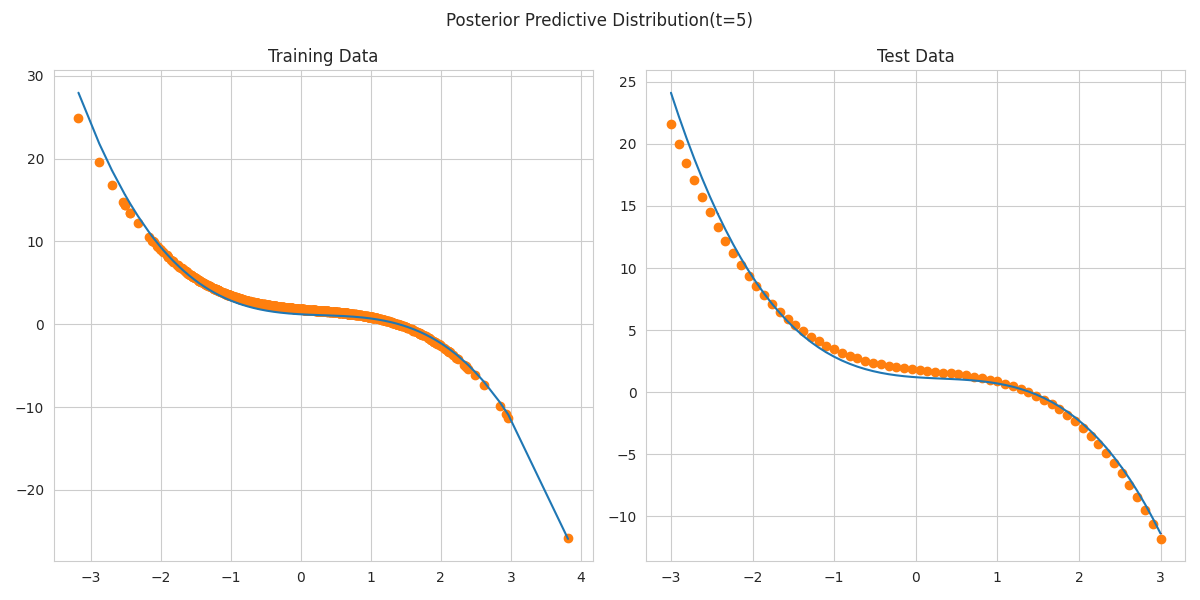 Posterior Predictive Distribution(t=5)
Training Data
30
20
10
0
−10
−20
−3 −2 −1 0 1 2 3 4
Test Data
25
20
15
10
5
0
−5
−10
−3 −2 −1 0 1 2 3